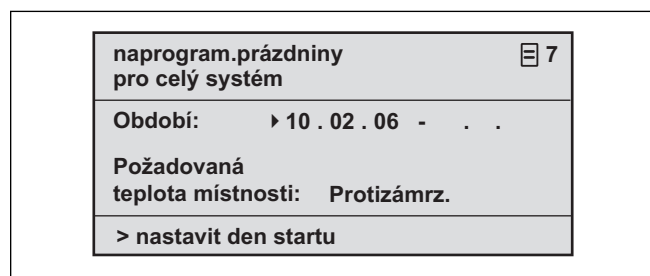 naprogram.prázdniny 7
pro celý systém
Období: 10 . 02 . 06 - . .
Požadovaná
teplota místnosti: Protizámrz.
> nastavit den startu